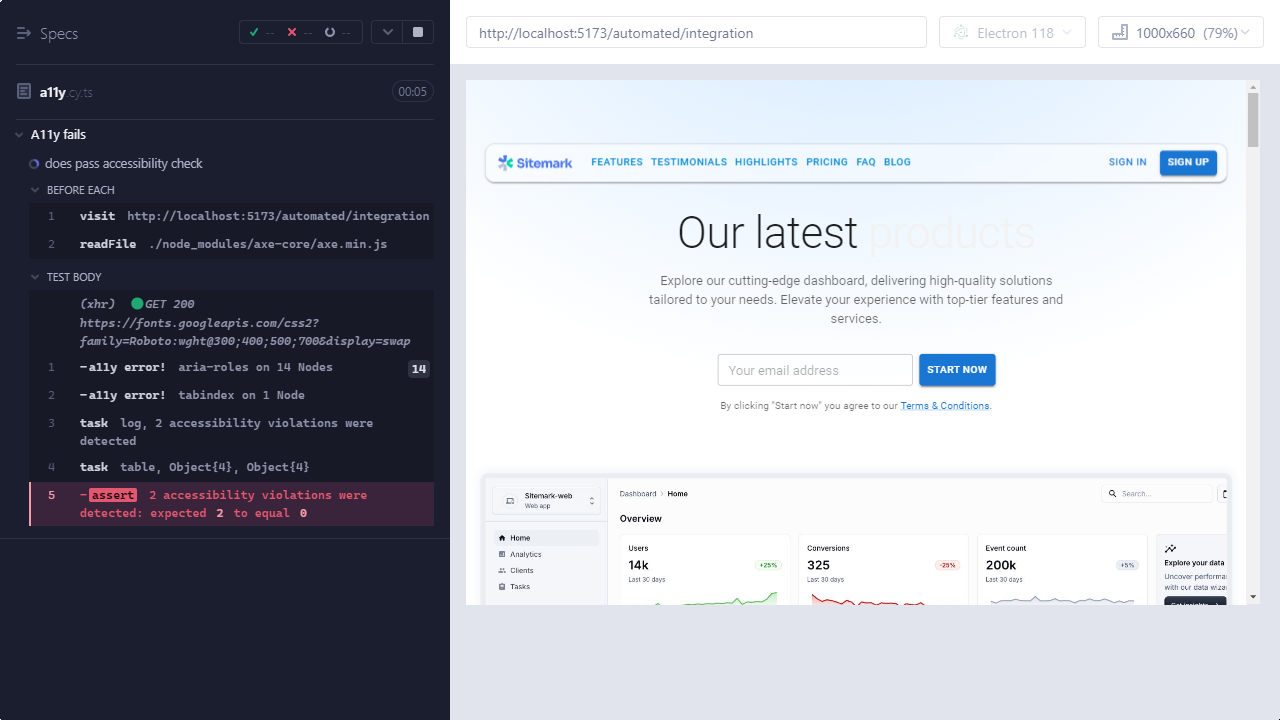 Specs
--
--
--
a11y.cy.ts
00:05
A11y fails
does pass accessibility check
BEFORE EACH
1 visit http://localhost:5173/automated/integration
2 readFile ./node_modules/axe-core/axe.min.js
TEST BODY
(xhr) GET 200
https://fonts.googleapis.com/css2?
family=Roboto:wght@300;400;500;700&display=swap
1 -a11y error! aria-roles on 14 Nodes 14
2 -a11y error! tabindex on 1 Node
3 task log, 2 accessibility violations were
detected
4 task table, Object{4}, Object{4}
5 -assert 2 accessibility violations were
detected: expected 2 to equal 0
http://localhost:5173/automated/integration
Electron 118
1000x660 (79%)
Sitemark FEATURES TESTIMONIALS HIGHLIGHTS PRICING FAQ BLOG SIGN IN SIGN UP
Our latest products
Explore our cutting-edge dashboard, delivering high-quality solutions
tailored to your needs. Elevate your experience with top-tier features and
services.
Your email address START NOW
By clicking "Start now" you agree to our Terms & Conditions.
Sitemark-web
Web app
Home
Analytics
Clients
Tasks
Dashboard › Home
Search...
Overview
Users
14k +25%
Last 30 days
Conversions
325 -25%
Last 30 days
Event count
200k +5%
Last 30 days
Explore your data
Uncover performa
with our data wiza